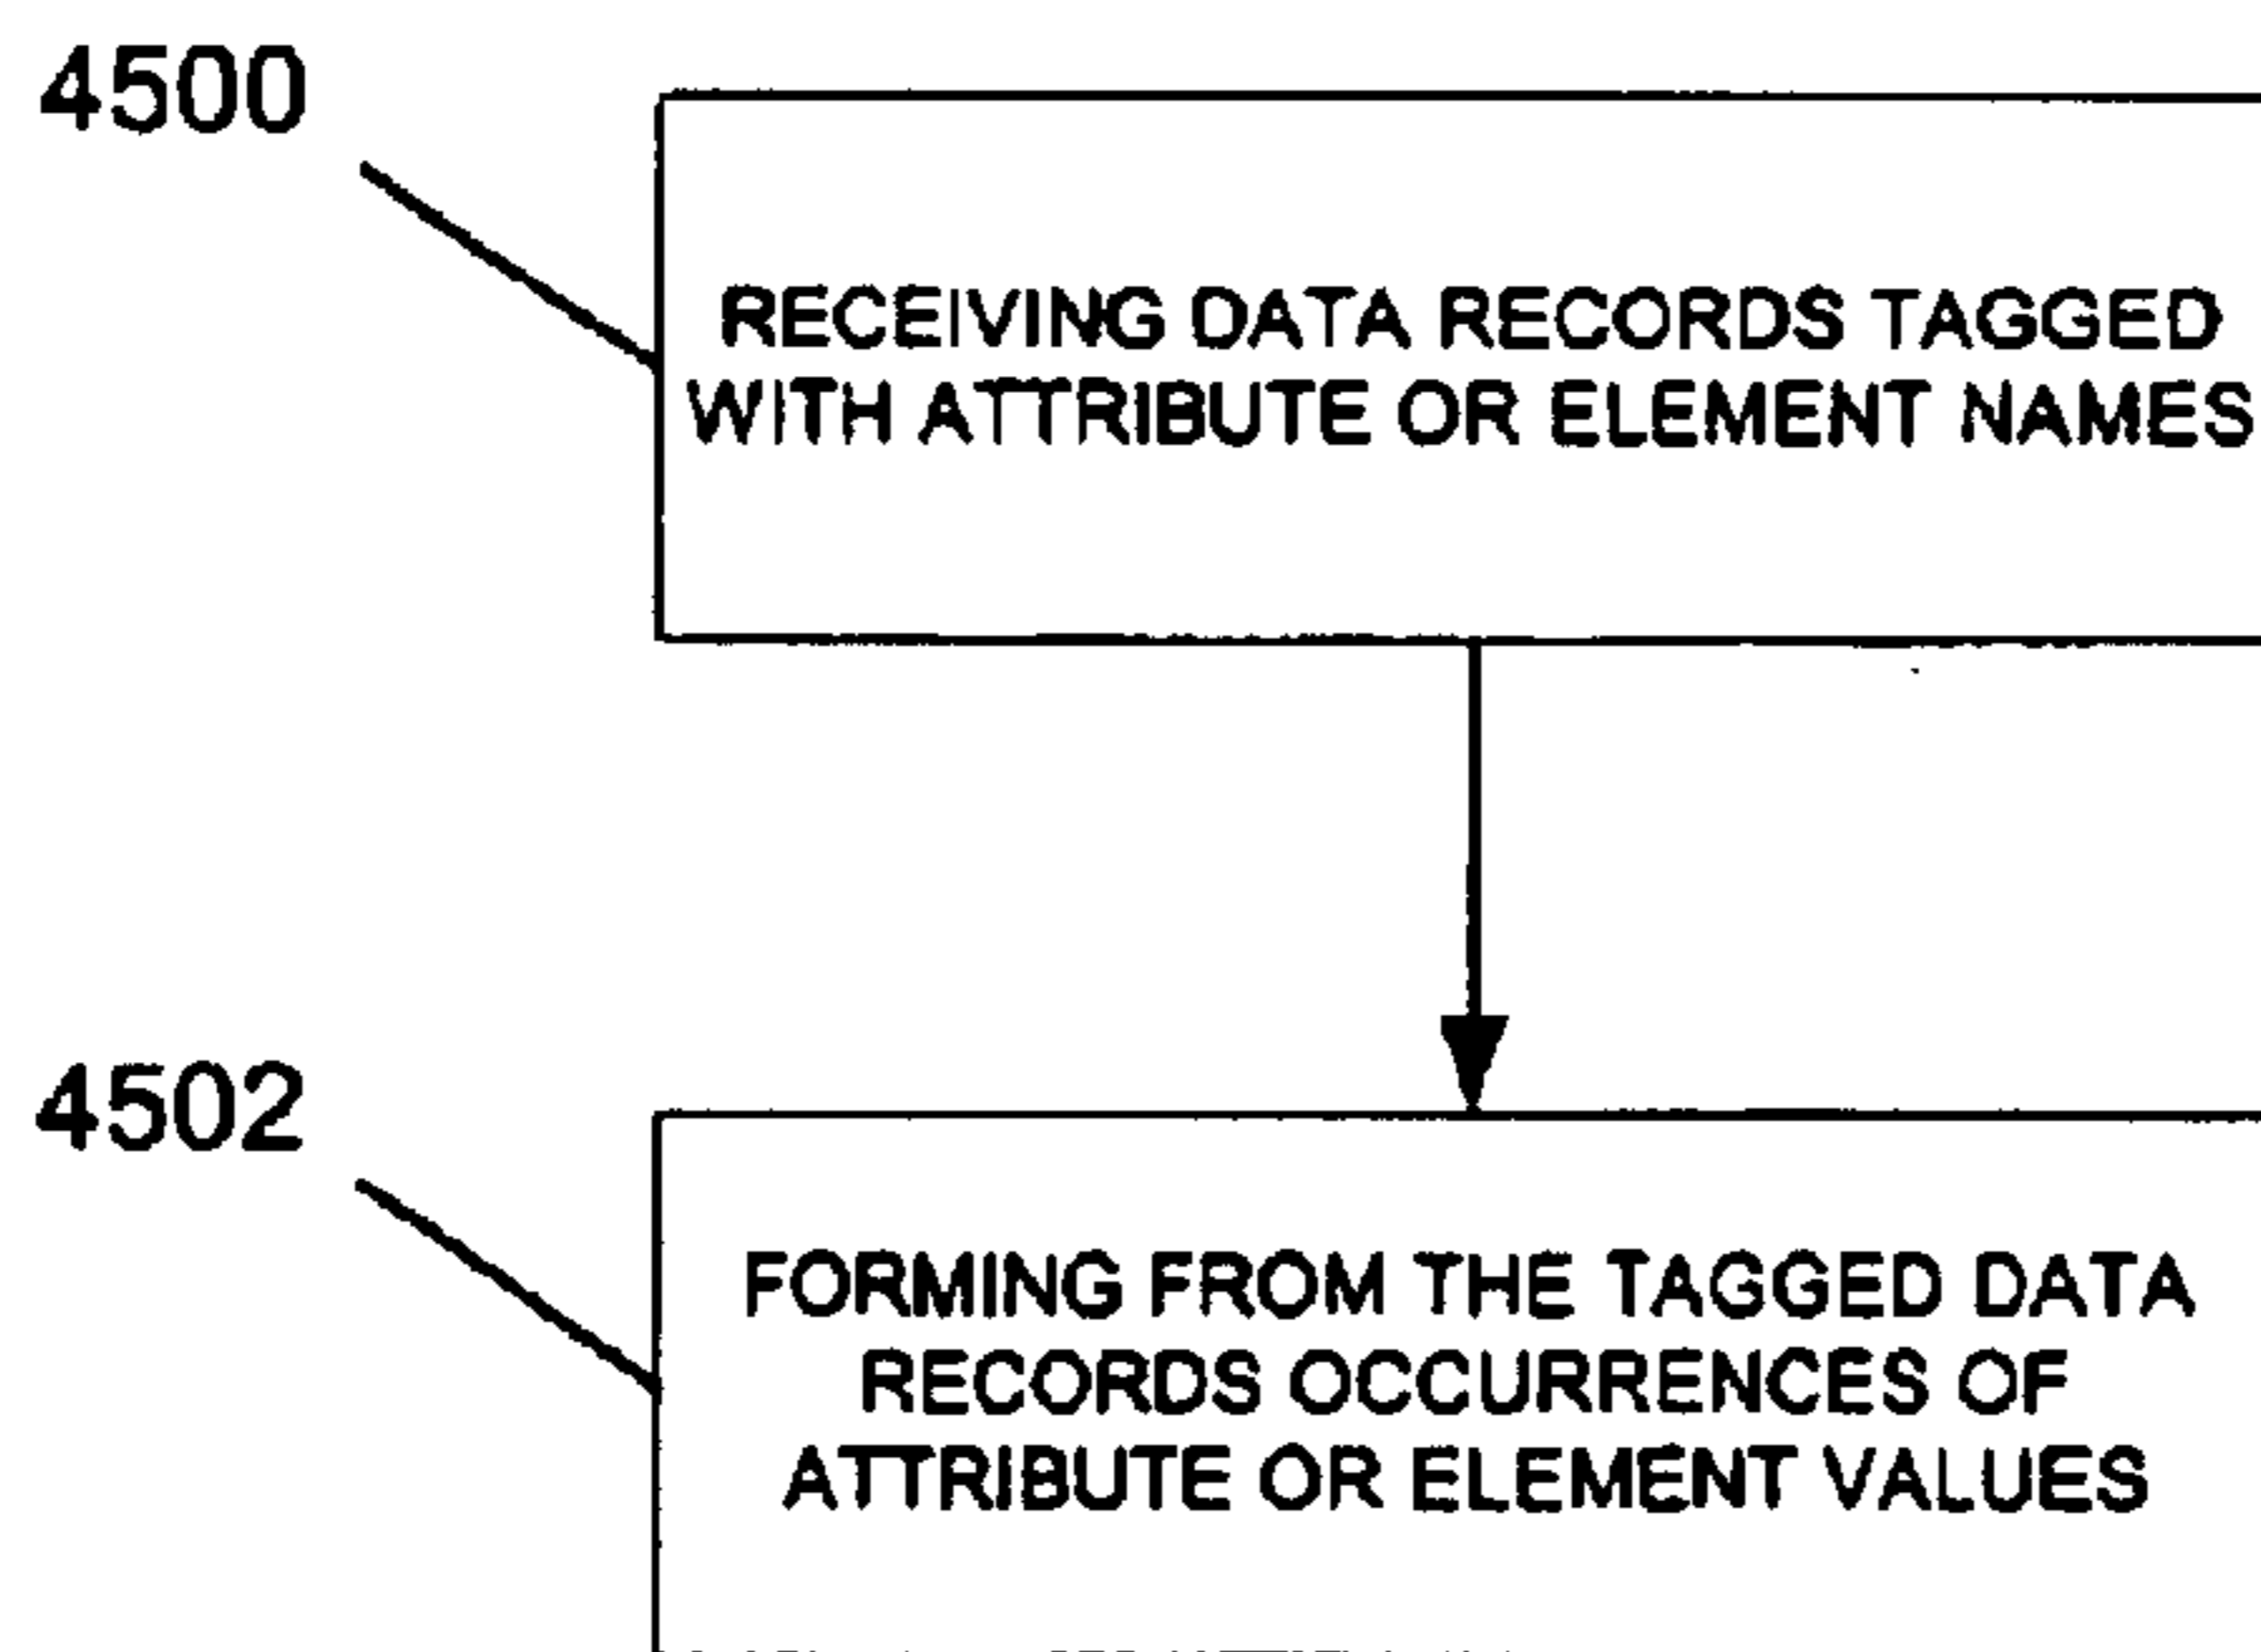 4500
RECEIVING DATA RECORDS TAGGED
WITH ATTRIBUTE OR ELEMENT NAMES
4502
FORMING FROM THE TAGGED DATA
RECORDS OCCURRENCES OF
ATTRIBUTE OR ELEMENT VALUES